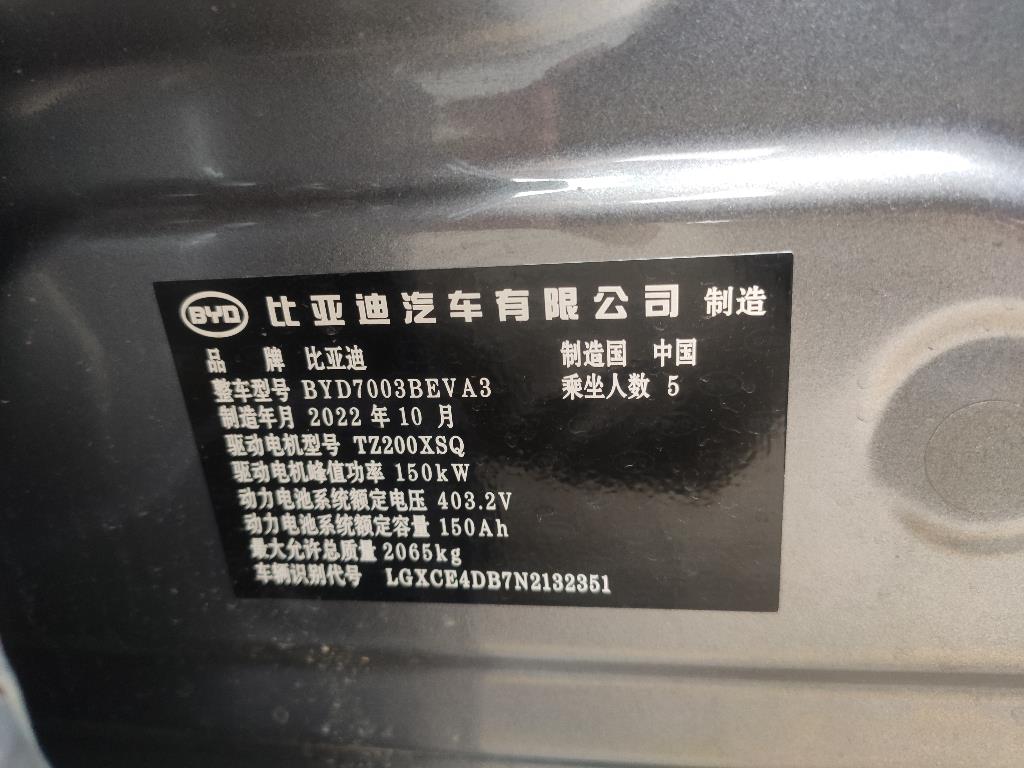 BYD 比亚迪汽车有限公司 制造
品 牌 比亚迪 制造国 中国
整车型号 BYD7003BEVA3 乘坐人数 5
制造年月 2022 年 10 月
驱动电机型号 TZ200XSQ
驱动电机峰值功率 150kW
动力电池系统额定电压 403.2V
动力电池系统额定容量 150Ah
最大允许总质量 2065kg
车辆识别代号 LGXCE4DB7N2132351